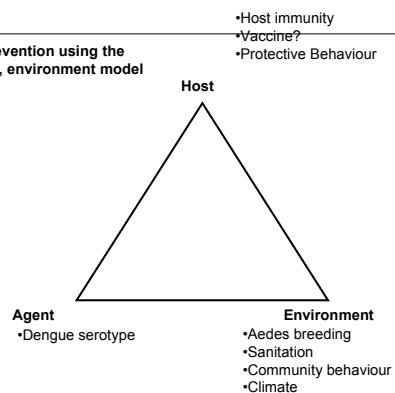 •Host immunity
•Vaccine?
•Protective Behaviour
evention using the
, environment model
Host
Agent
•Dengue serotype
Environment
•Aedes breeding
•Sanitation
•Community behaviour
•Climate